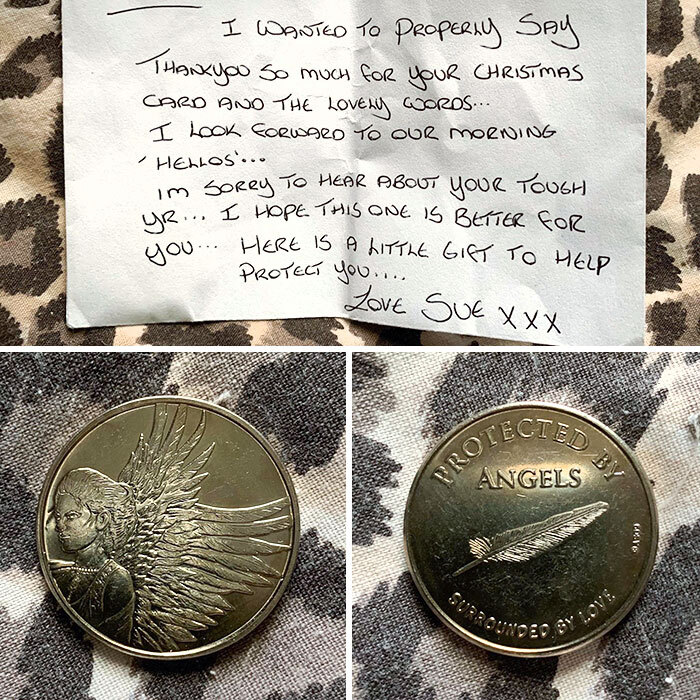 I WANTED TO PROPERLY SAY
THANKYOU SO MUCH FOR YOUR CHRISTMAS
CARD AND THE LOVELY WORDS...
I LOOK FORWARD TO OUR MORNING
'HELLOS'...
IM SORRY TO HEAR ABOUT YOUR TOUGH
YR... I HOPE THIS ONE IS BETTER FOR
YOU... HERE IS A LITTLE GIFT TO HELP
PROTECT YOU....
LOVE SUE XXX
PROTECTED BY
ANGELS
SURROUNDED BY LOVE